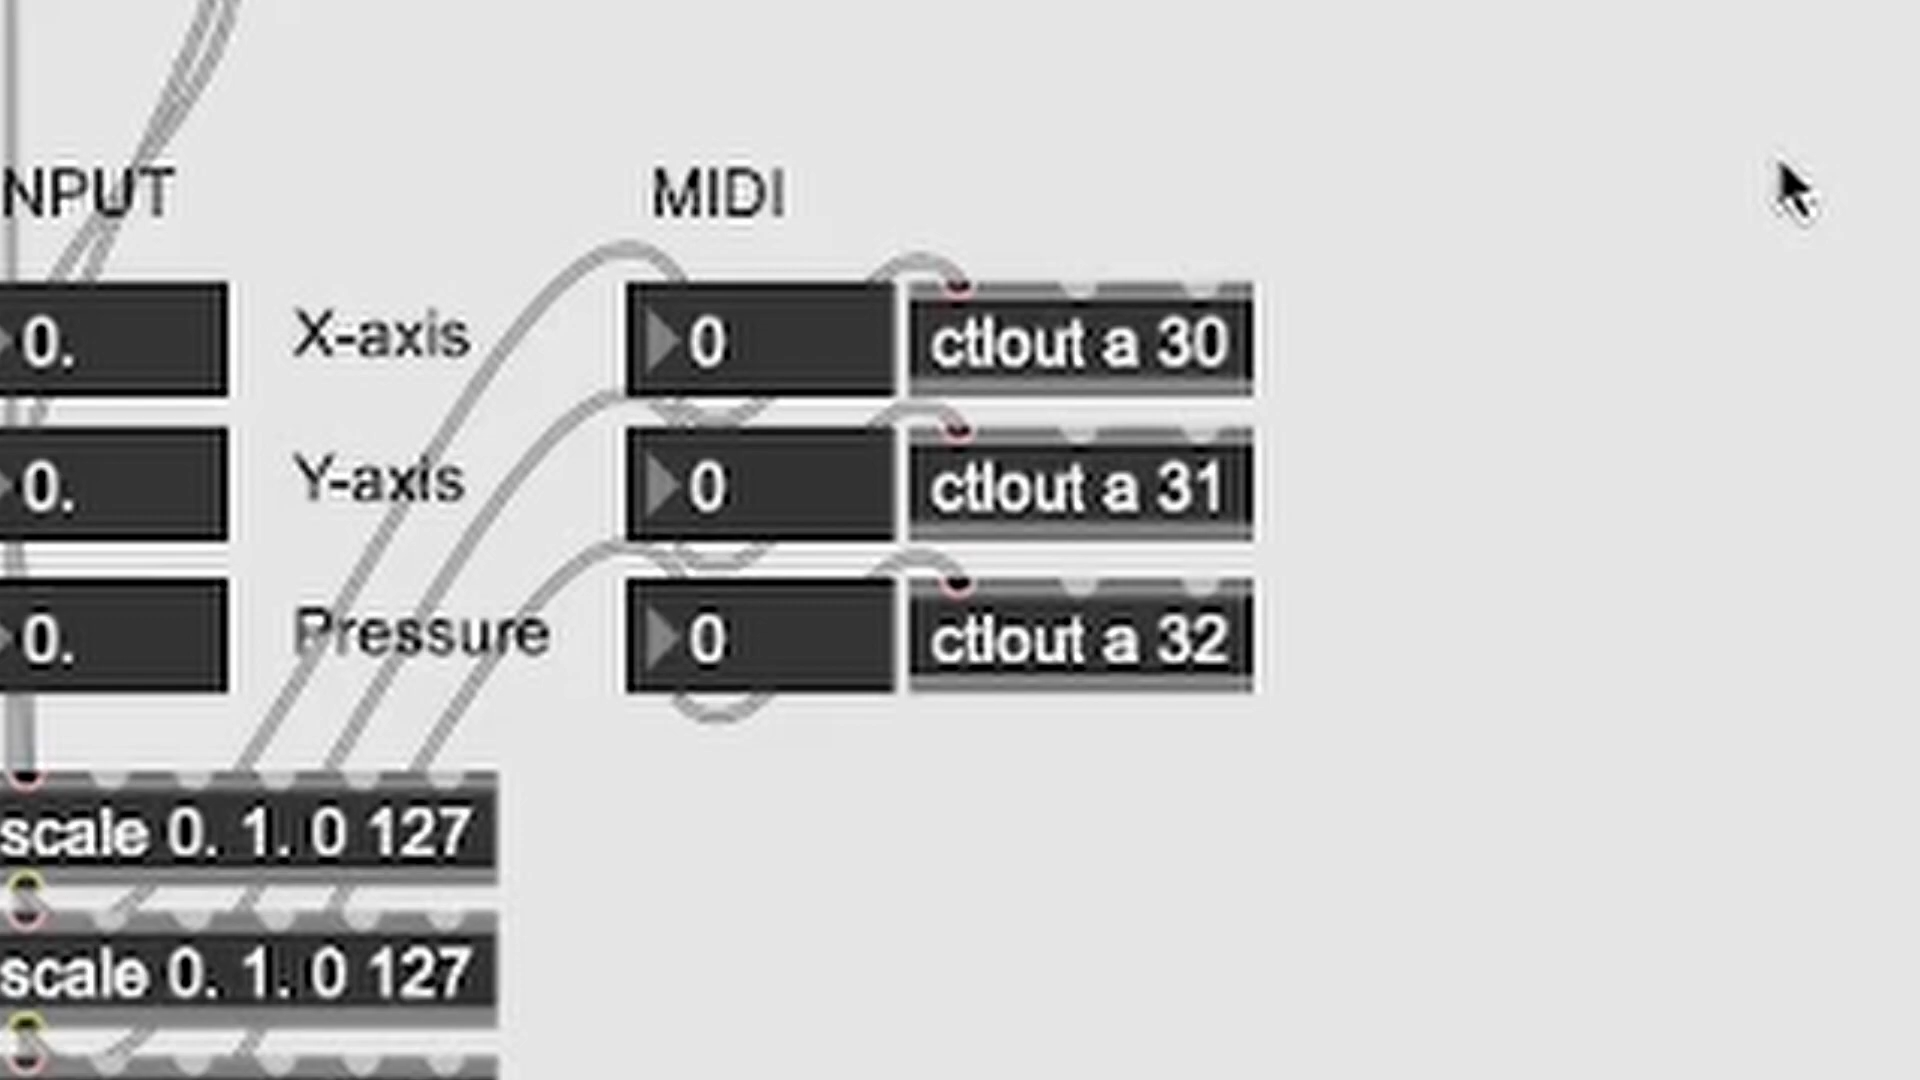 NPUT MIDI
0. X-axis 0 ctlout a 30
0. Y-axis 0 ctlout a 31
0. Pressure 0 ctlout a 32
scale 0. 1. 0 127
scale 0. 1. 0 127